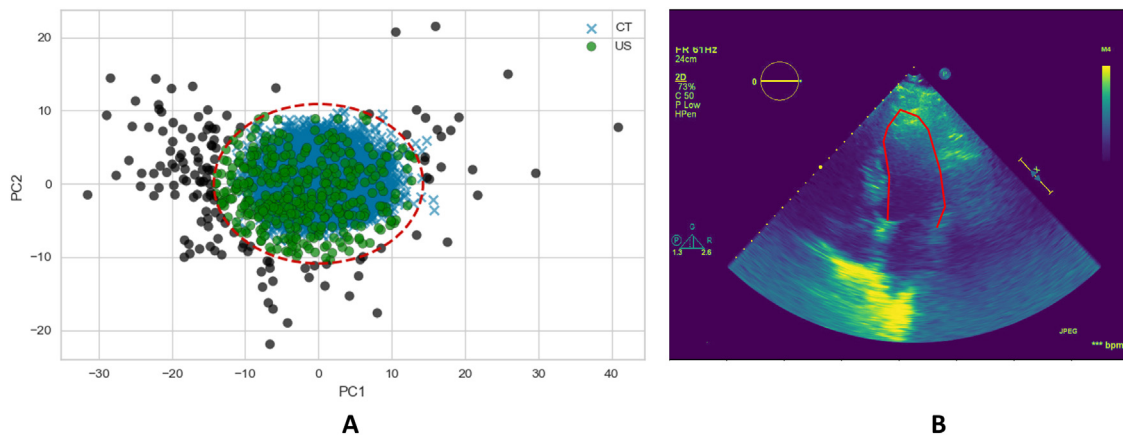 20
10
0
−10
−20
PC2
−30
−20
−10
0
10
20
30
40
PC1
CT
US
A
FR 61Hz
24cm
2D
73%
C 50
P Low
HPen
0
P
M4
G
P
R
1.3
2.6
JPEG
*** bpm
B